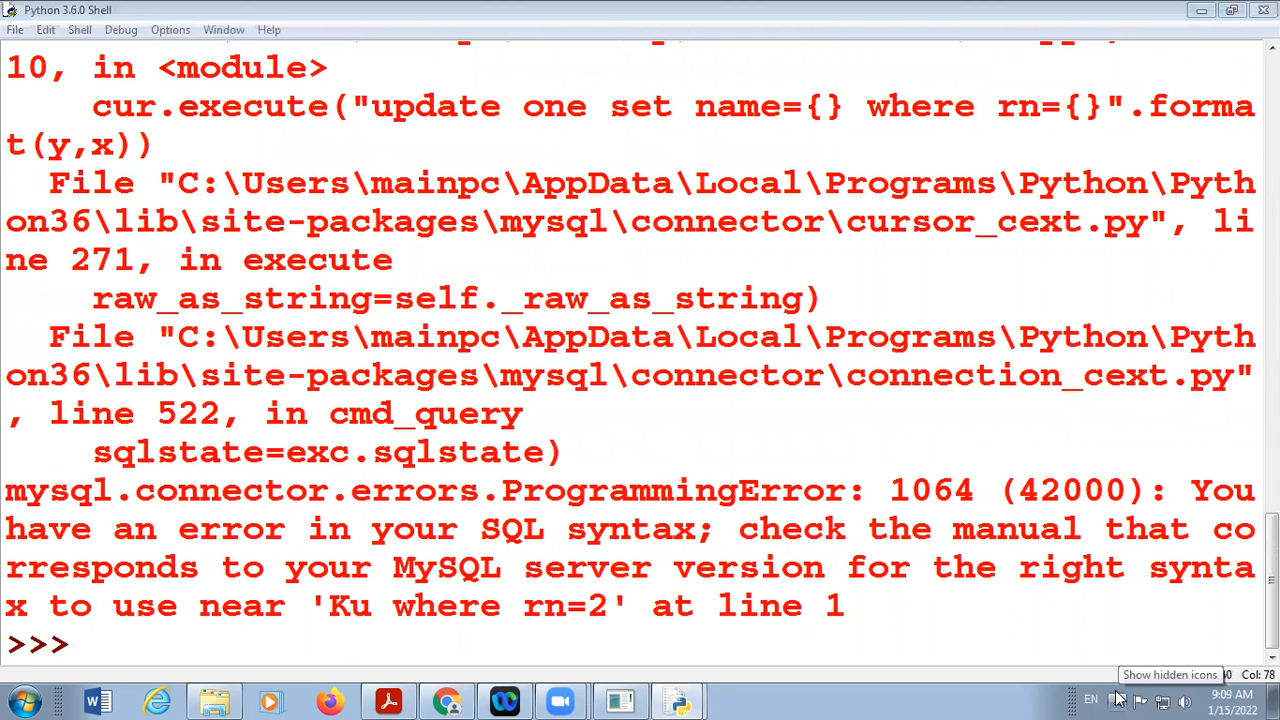 Python 3.6.0 Shell
File Edit Shell Debug Options Window Help
10, in <module>
cur.execute("update one set name={} where rn={}".forma
t(y,x))
File "C:\Users\mainpc\AppData\Local\Programs\Python\Pyth
on36\lib\site-packages\mysql\connector\cursor_cext.py", li
ne 271, in execute
raw_as_string=self._raw_as_string)
File "C:\Users\mainpc\AppData\Local\Programs\Python\Pyth
on36\lib\site-packages\mysql\connector\connection_cext.py"
, line 522, in cmd_query
sqlstate=exc.sqlstate)
mysql.connector.errors.ProgrammingError: 1064 (42000): You
have an error in your SQL syntax; check the manual that co
rresponds to your MySQL server version for the right synta
x to use near 'Ku where rn=2' at line 1
>>>
Show hidden icons
Col: 78
EN
9:09 AM
1/15/2022